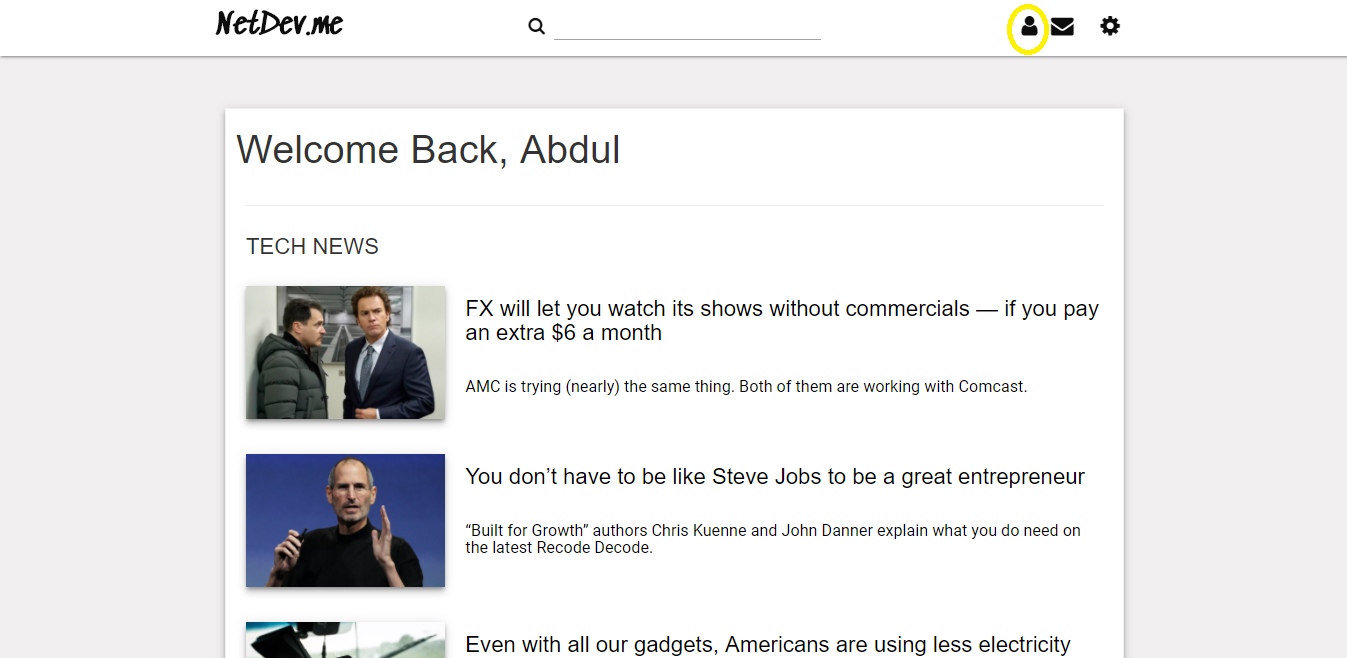 NetDev.me
Welcome Back, Abdul
TECH NEWS
FX will let you watch its shows without commercials — if you pay
an extra $6 a month
AMC is trying (nearly) the same thing. Both of them are working with Comcast.
You don’t have to be like Steve Jobs to be a great entrepreneur
“Built for Growth” authors Chris Kuenne and John Danner explain what you do need on
the latest Recode Decode.
Even with all our gadgets, Americans are using less electricity